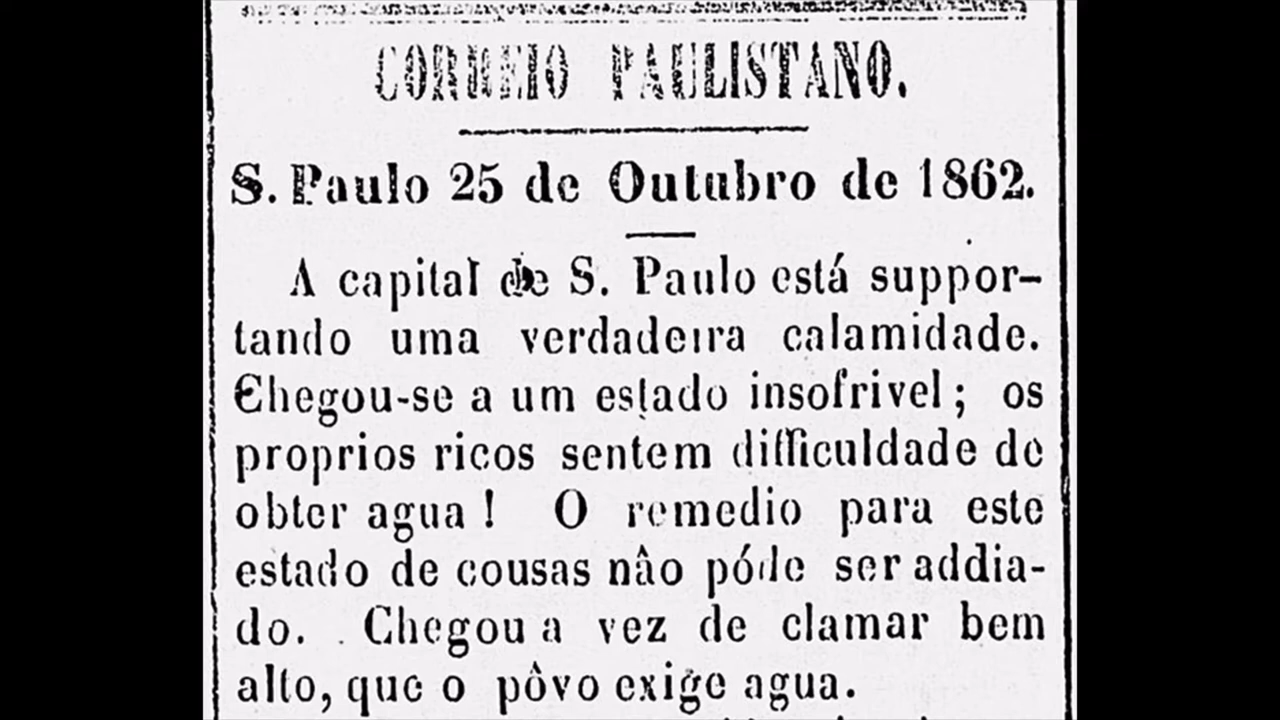 CORREIO PAULISTANO.
S. Paulo 25 de Outubro de 1862.
A capital de S. Paulo está suppor-
tando uma verdadeira calamidade.
Chegou-se a um estado insofrivel; os
proprios ricos sentem difficuldade de
obter agua! O remedio para este
estado de cousas nâo póde ser addia-
do. Chegou a vez de clamar bem
alto, que o pôvo exige agua.